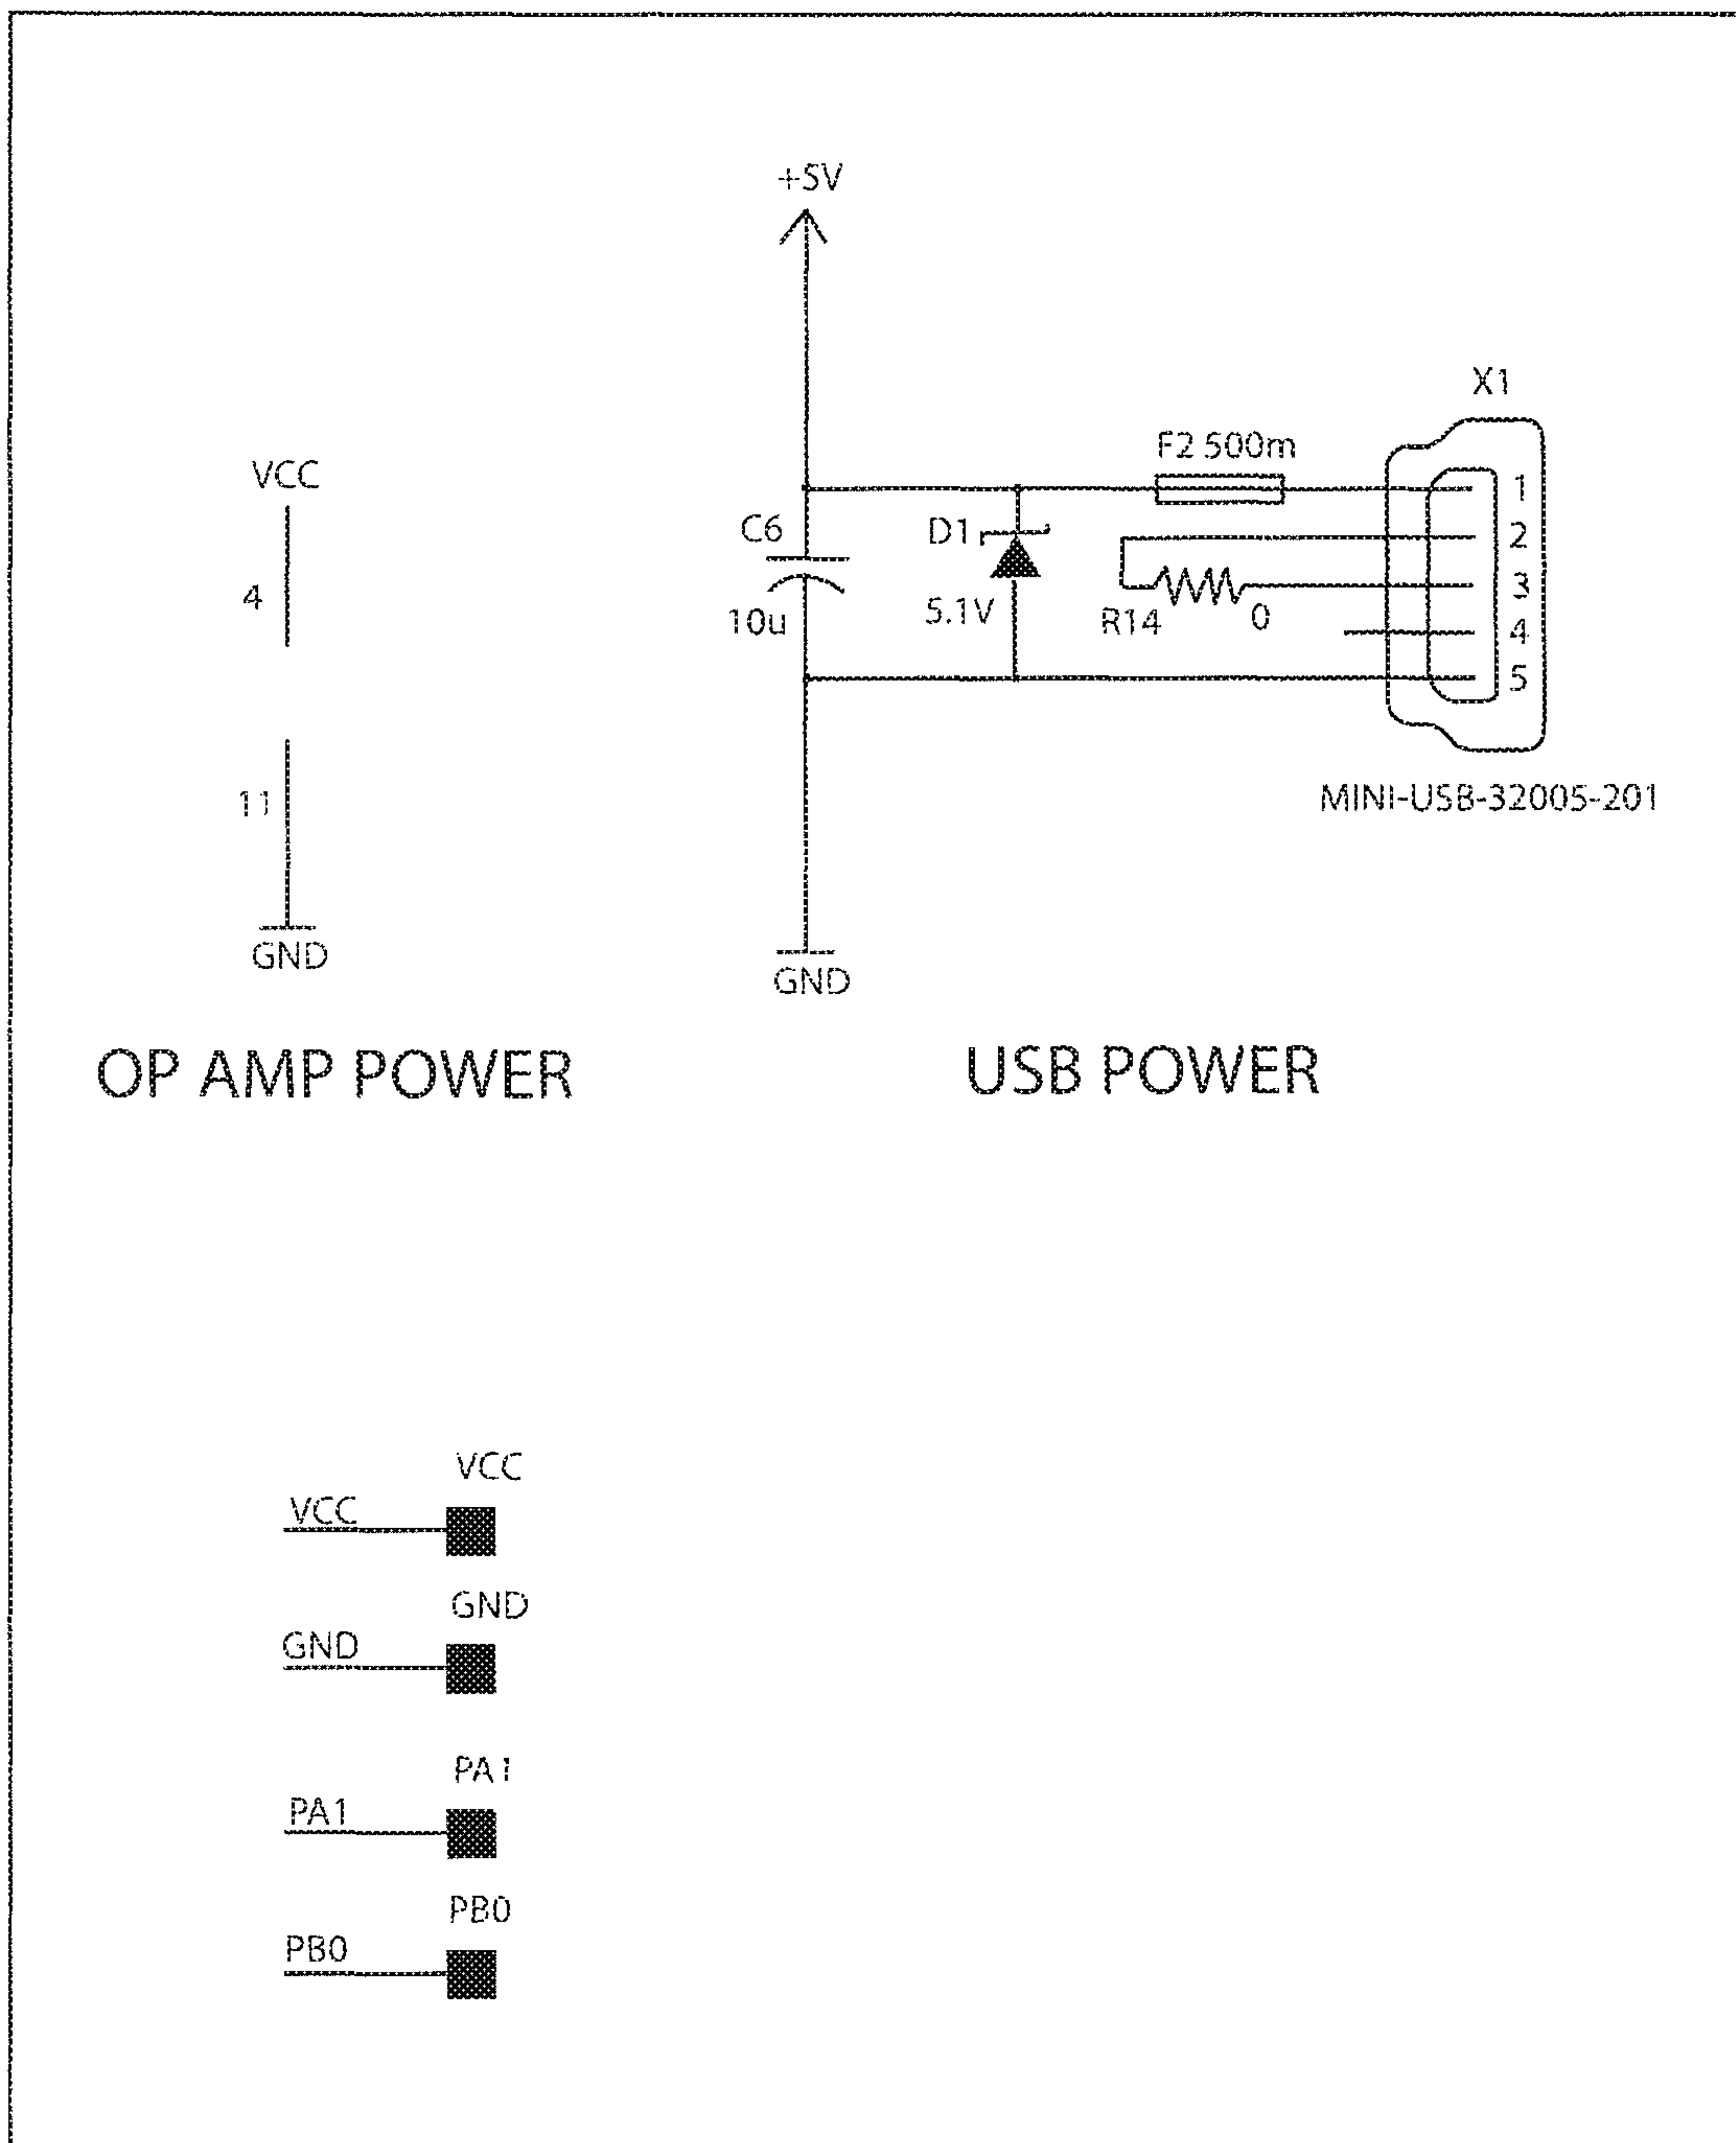 VCC
4
11
GND
OP AMP POWER
+5V
C6
10u
D1
5.1V
F2 500m
R14
0
X1
1
2
3
4
5
MINI-USB-32005-201
GND
USB POWER
VCC
VCC
GND
GND
PA1
PA1
PB0
PB0